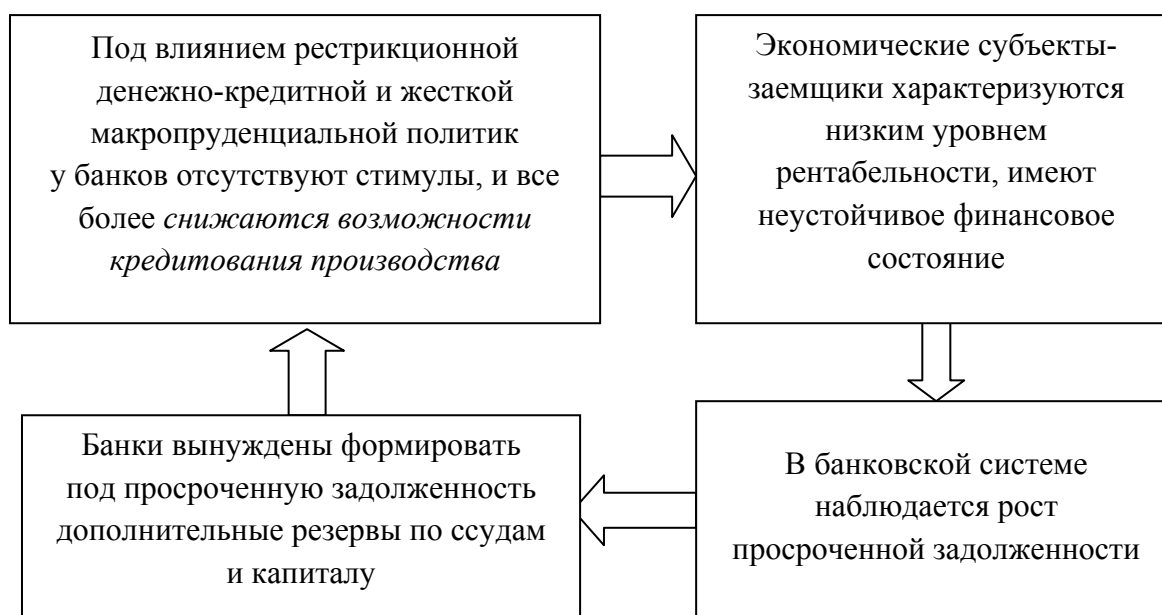 Под влиянием рестрикционной
денежно-кредитной и жесткой
макропруденциальной политик
у банков отсутствуют стимулы, и все
более снижаются возможности
кредитования производства
Экономические субъекты-
заемщики характеризуются
низким уровнем
рентабельности, имеют
неустойчивое финансовое
состояние
В банковской системе
наблюдается рост
просроченной задолженности
Банки вынуждены формировать
под просроченную задолженность
дополнительные резервы по ссудам
и капиталу